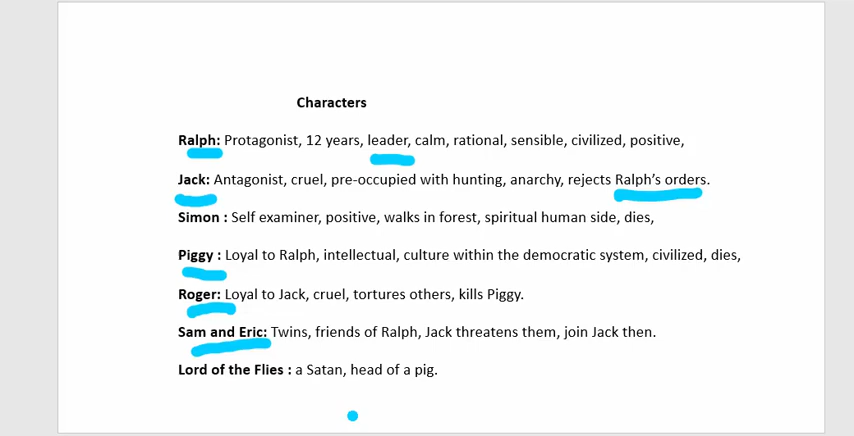 Characters
Ralph: Protagonist, 12 years, leader, calm, rational, sensible, civilized, positive,
Jack: Antagonist, cruel, pre-occupied with hunting, anarchy, rejects Ralph's orders.
Simon : Self examiner, positive, walks in forest, spiritual human side, dies,
Piggy : Loyal to Ralph, intellectual, culture within the democratic system, civilized, dies,
Roger: Loyal to Jack, cruel, tortures others, kills Piggy.
Sam and Eric: Twins, friends of Ralph, Jack threatens them, join Jack then.
Lord of the Flies : a Satan, head of a pig.